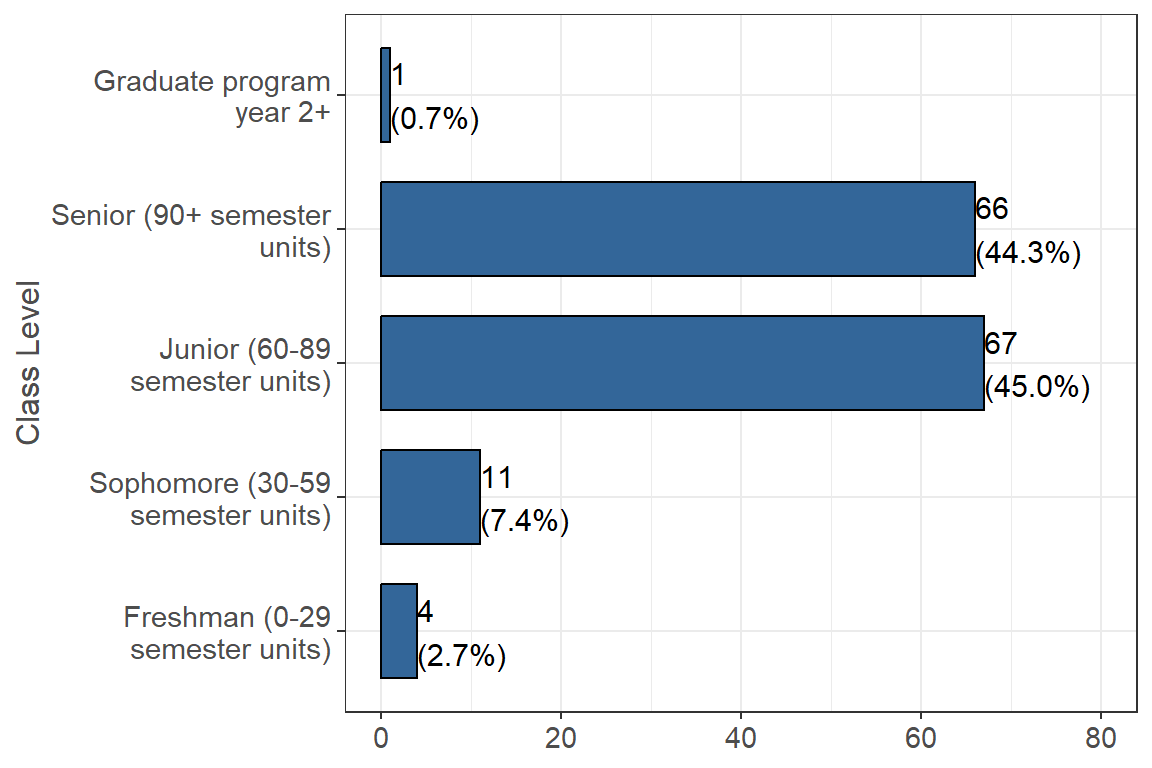 Class Level
Graduate program
year 2+
1
(0.7%)
Senior (90+ semester
units)
66
(44.3%)
Junior (60-89
semester units)
67
(45.0%)
Sophomore (30-59
semester units)
11
(7.4%)
Freshman (0-29
semester units)
4
(2.7%)
0 20 40 60 80